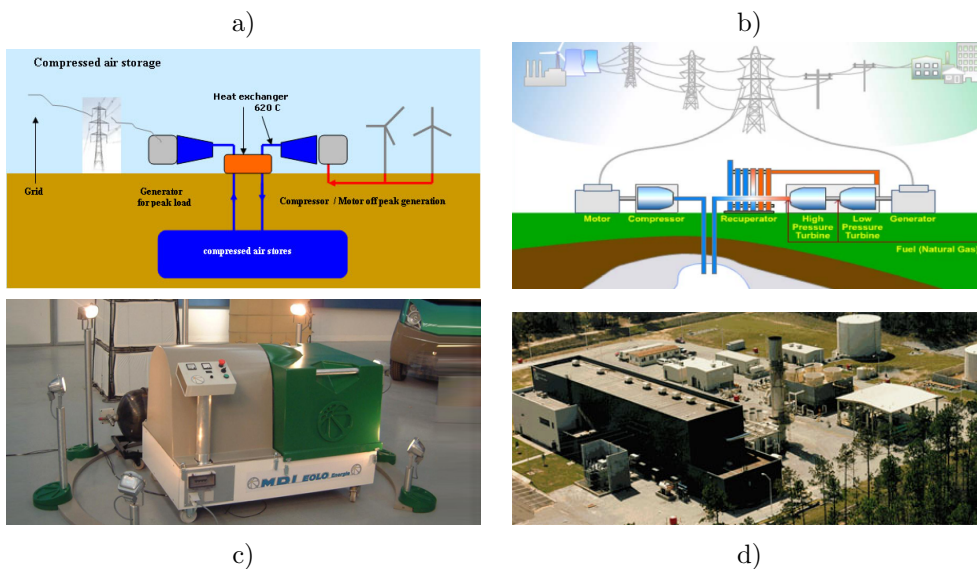 a)
b)
Compressed air storage
Heat exchanger
620 C
Grid
Generator
for peak load
Compressor / Motor off peak generation
compressed air stores
Motor
Compressor
Recuperator
High
Pressure
Turbine
Low
Pressure
Turbine
Generator
Fuel (Natural Gas)
MDI EOLO Energie
c)
d)